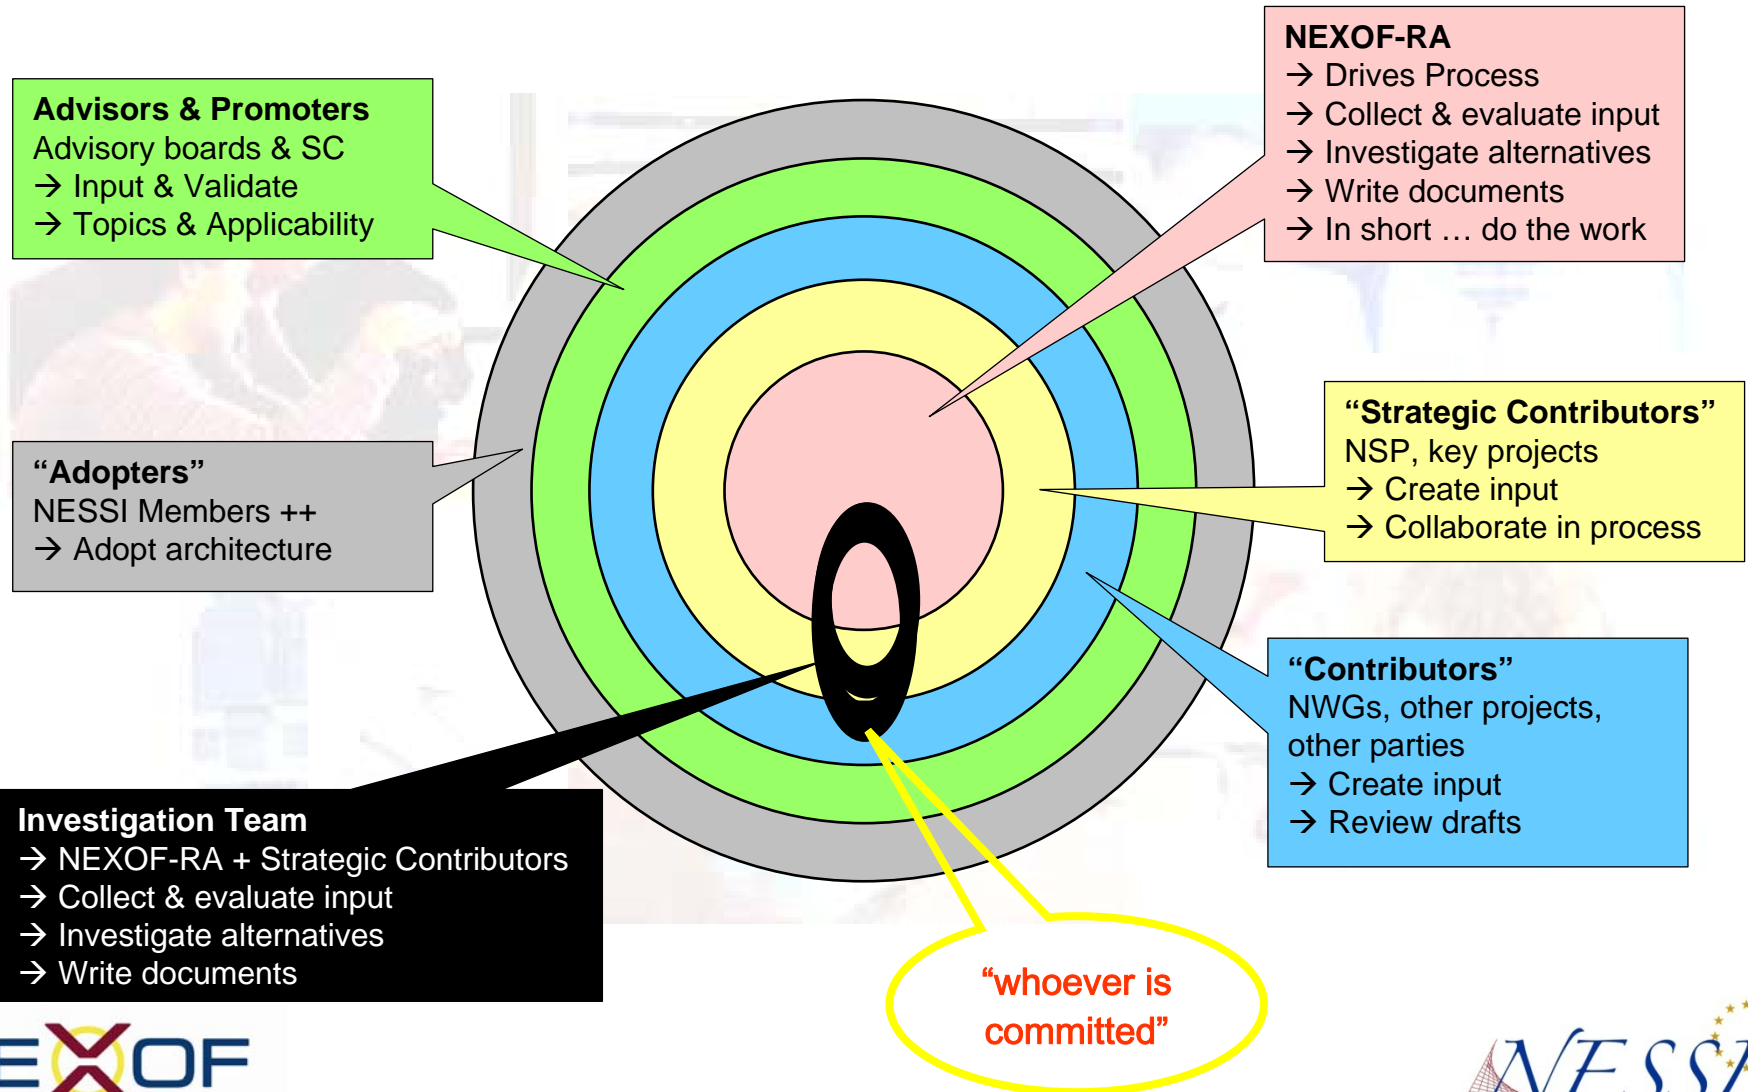 Advisors & Promoters
Advisory boards & SC
→ Input & Validate
→ Topics & Applicability
NEXOF-RA
→ Drives Process
→ Collect & evaluate input
→ Investigate alternatives
→ Write documents
→ In short … do the work
“Adopters”
NESSI Members ++
→ Adopt architecture
“Strategic Contributors”
NSP, key projects
→ Create input
→ Collaborate in process
“Contributors”
NWGs, other projects,
other parties
→ Create input
→ Review drafts
Investigation Team
→ NEXOF-RA + Strategic Contributors
→ Collect & evaluate input
→ Investigate alternatives
→ Write documents
“whoever is
committed”
EXOF
NESSI